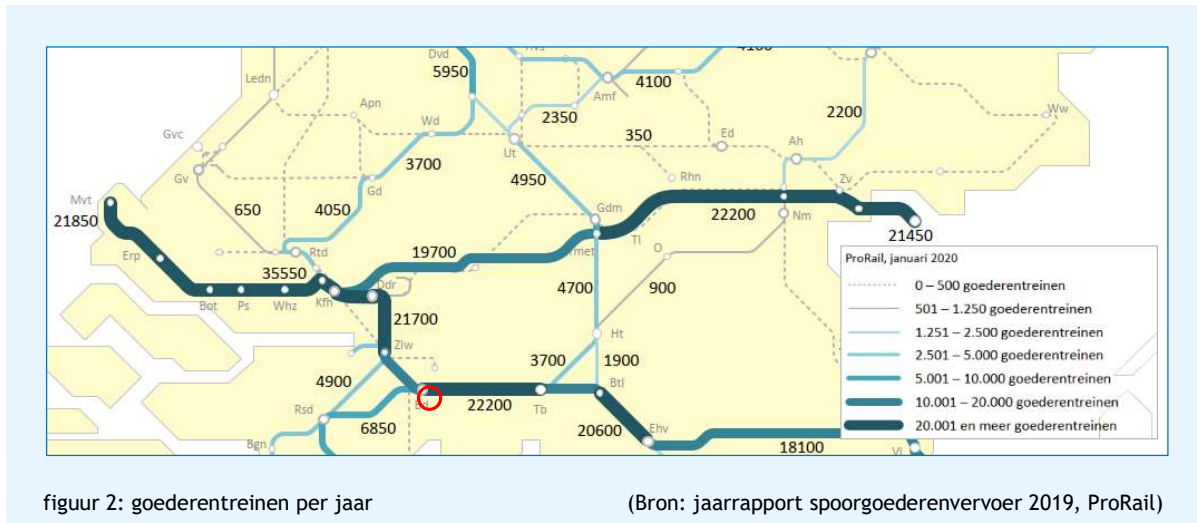 Dvd
5950
4100
Ledn
Amf
Apn
2350
2200
Ww
Wd
Gvc
350
Ed
Ah
Ut
3700
Gv
Gd
4950
Rhn
Zv
Mvt
21850
650
4050
Gdm
22200
Nm
21450
Erp
Rtd
19700
Tl
O
35550
4700
900
Bot
Ps
Whz
Kfh
Ddr
21700
Zlw
Ht
3700
1900
4900
Btl
Rsd
22200
Tb
6850
20600
Ehv
Bgn
18100
Vl
ProRail, januari 2020
0 – 500 goederentreinen
501 – 1.250 goederentreinen
1.251 – 2.500 goederentreinen
2.501 – 5.000 goederentreinen
5.001 – 10.000 goederentreinen
10.001 – 20.000 goederentreinen
20.001 en meer goederentreinen
figuur 2: goederentreinen per jaar
(Bron: jaarrapport spoorgoederenvervoer 2019, ProRail)